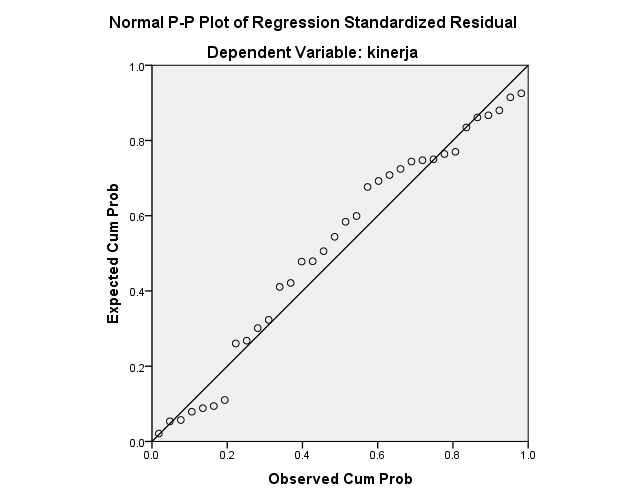 Normal P-P Plot of Regression Standardized Residual
Dependent Variable: kinerja
1.0
0.8
0.6
0.4
0.2
0.0
Expected Cum Prob
0.0 0.2 0.4 0.6 0.8 1.0
Observed Cum Prob